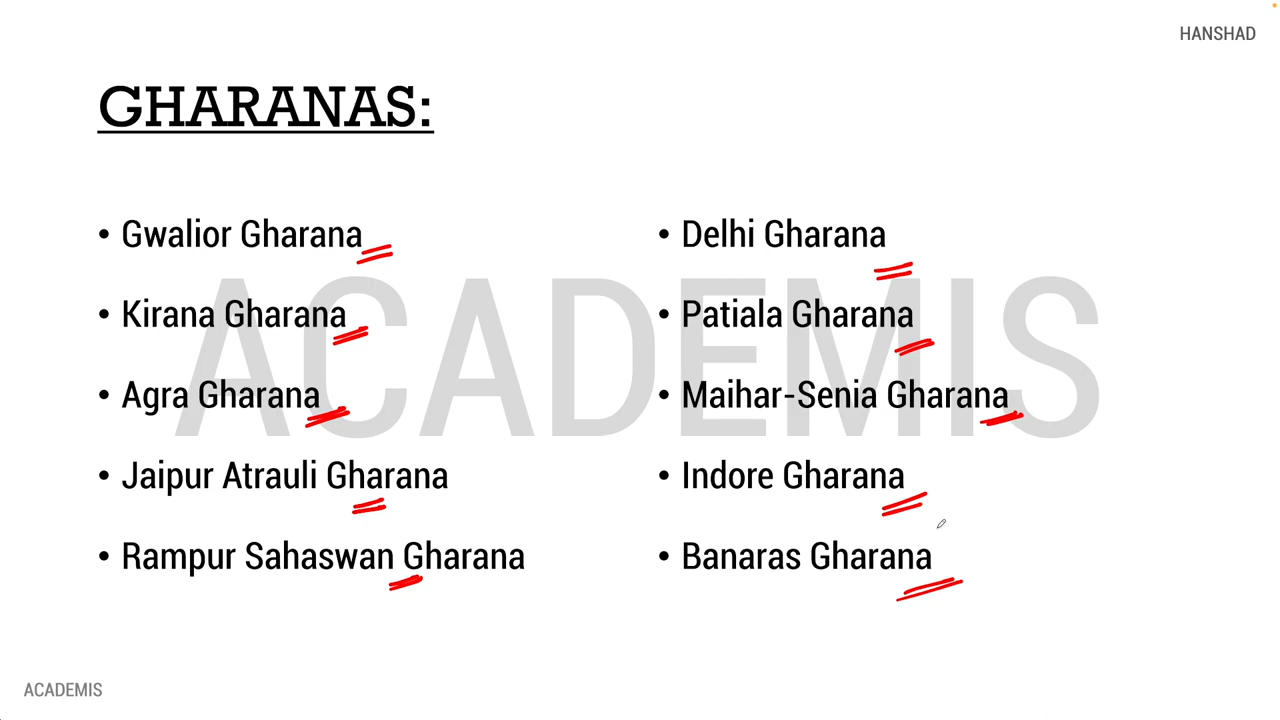 HANSHAD
GHARANAS:
• Gwalior Gharana
• Kirana Gharana
• Agra Gharana
• Jaipur Atrauli Gharana
• Rampur Sahaswan Gharana
• Delhi Gharana
• Patiala Gharana
• Maihar-Senia Gharana
• Indore Gharana
• Banaras Gharana
ACADEMIS
ACADEMIS